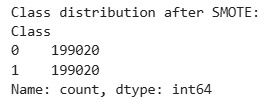 Class distribution after SMOTE:
Class
0    199020
1    199020
Name: count, dtype: int64